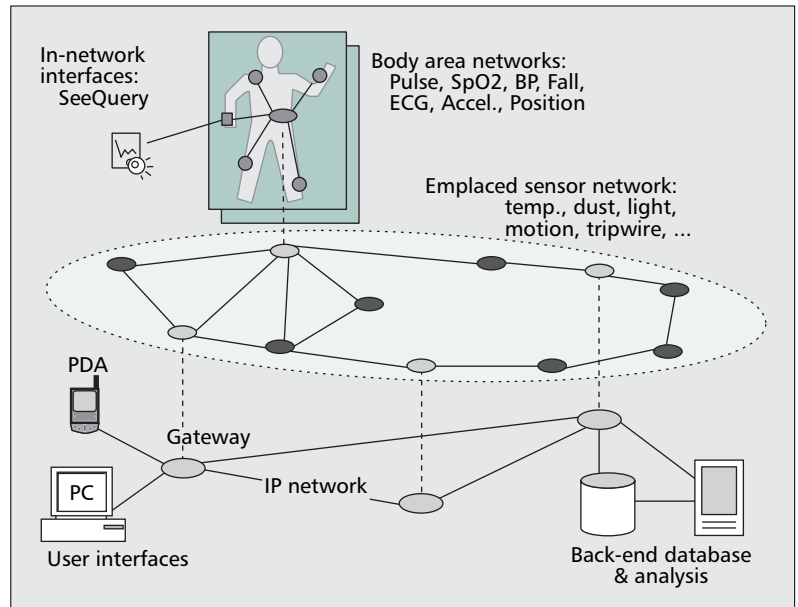 In-network
interfaces:
SeeQuery
Body area networks:
Pulse, SpO2, BP, Fall,
ECG, Accel., Position
Emplaced sensor network:
temp., dust, light,
motion, tripwire, ...
PDA
Gateway
IP network
PC
User interfaces
Back-end database
& analysis